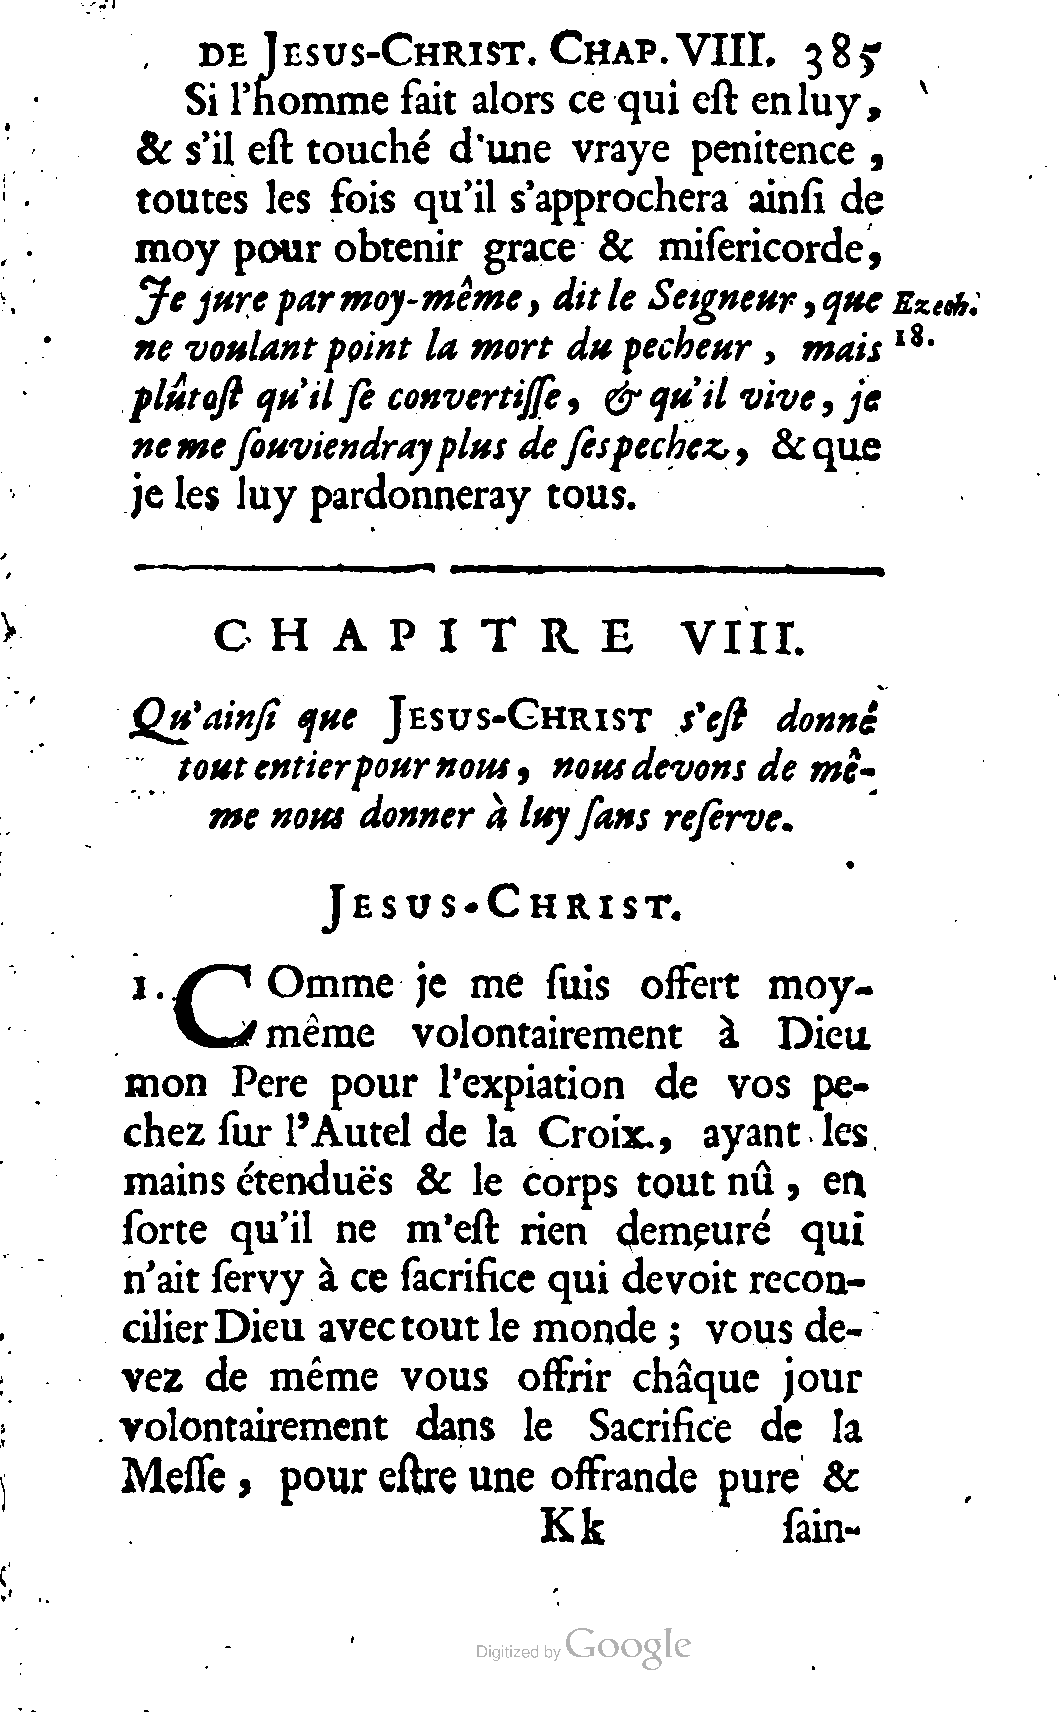 DE JESUS-CHRIST. CHAP. VIII. 385
Si l'homme fait alors ce qui eſt en luy,
& s'il eſt touché d'une vraye penitence ,
toutes les fois qu'il s'approchera ainſi de
moy pour obtenir grace & miſericorde,
Je jure par moy-même, dit le Seigneur, que
Ezech.
ne voulant point la mort du pecheur , mais
18.
plûtoſt qu'il ſe convertiſſe, & qu'il vive, je
ne me ſouviendray plus de ſes pechez, & que
je les luy pardonneray tous.
CHAPITRE VIII.
Qu'ainſi que JESUS-CHRIST s'eſt donné
tout entier pour nous, nous devons de mê-
me nous donner à luy ſans reſerve.
JESUS-CHRIST.
1. COmme je me ſuis offert moy-
même volontairement à Dieu
mon Pere pour l'expiation de vos pe-
chez ſur l'Autel de la Croix, ayant les
mains étenduës & le corps tout nû , en
ſorte qu'il ne m'eſt rien demeuré qui
n'ait ſervy à ce ſacrifice qui devoit recon-
cilier Dieu avec tout le monde ; vous de-
vez de même vous offrir châque jour
volontairement dans le Sacrifice de la
Meſſe , pour eſtre une offrande pure &
Kk ſain-
Digitized by Google